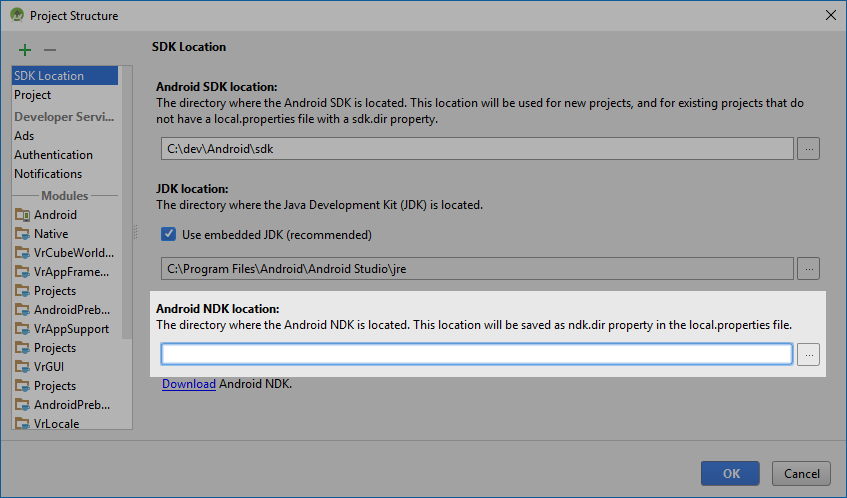 Project Structure
SDK Location
Project
Developer Servi...
Ads
Authentication
Notifications
Modules
Android
Native
VrCubeWorld...
VrAppFrame...
Projects
AndroidPreb...
VrAppSupport
Projects
VrGUI
Projects
AndroidPreb...
VrLocale
SDK Location
Android SDK location:
The directory where the Android SDK is located. This location will be used for new projects, and for existing projects that do
not have a local.properties file with a sdk.dir property.
C:\dev\Android\sdk
...
JDK location:
The directory where the Java Development Kit (JDK) is located.
Use embedded JDK (recommended)
C:\Program Files\Android\Android Studio\jre
...
Android NDK location:
The directory where the Android NDK is located. This location will be saved as ndk.dir property in the local.properties file.
...
Download Android NDK.
OK
Cancel